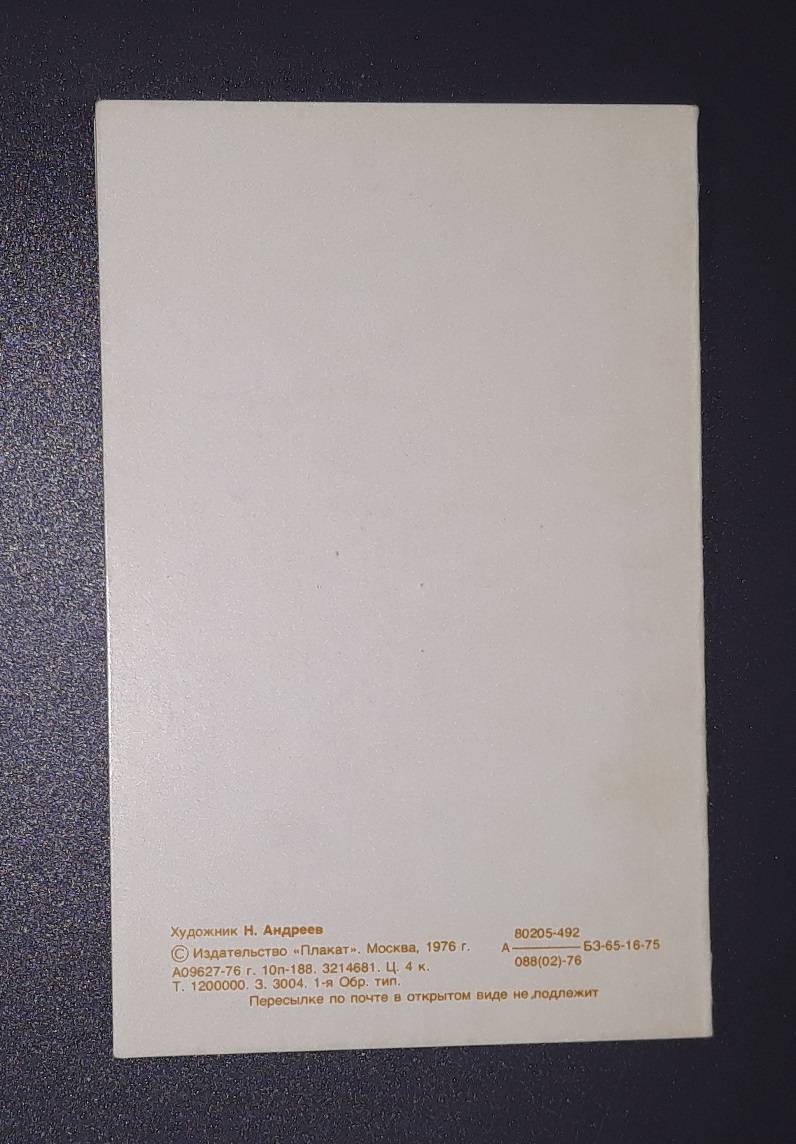 Художник Н. Андреев
© Издательство «Плакат». Москва, 1976 г.
А09627-76 г. 10п-188. 3214681. Ц. 4 к.
Т. 1200000. З. 3004. 1-я Обр. тип.
80205-492
А————БЗ-65-16-75
088(02)-76
Пересылке по почте в открытом виде не подлежит